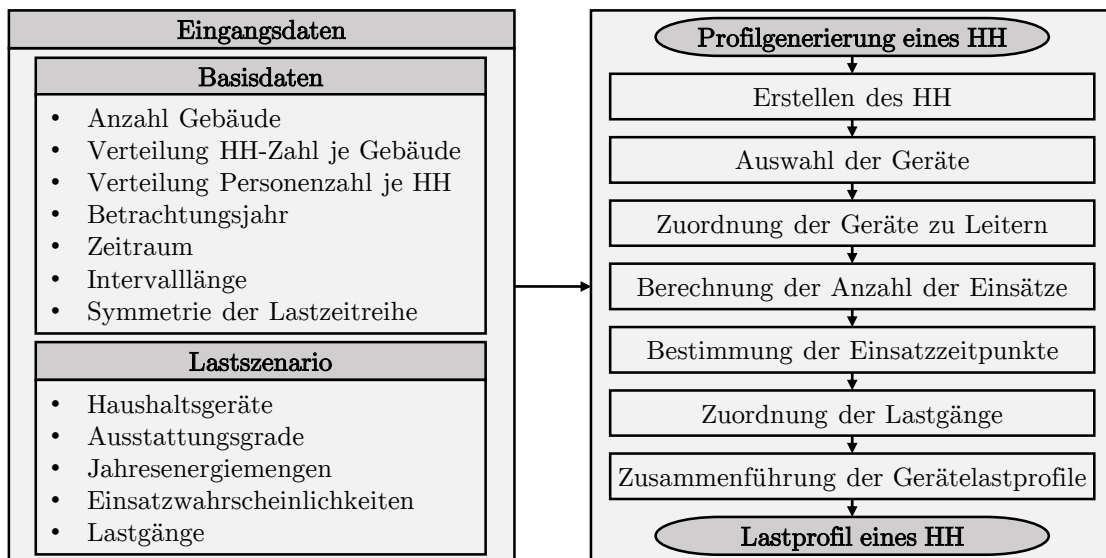 Eingangsdaten
Basisdaten
• Anzahl Gebäude
• Verteilung HH-Zahl je Gebäude
• Verteilung Personenzahl je HH
• Betrachtungsjahr
• Zeitraum
• Intervalllänge
• Symmetrie der Lastzeitreihe
Lastszenario
• Haushaltsgeräte
• Ausstattungsgrade
• Jahresenergiemengen
• Einsatzwahrscheinlichkeiten
• Lastgänge
Profilgenerierung eines HH
Erstellen des HH
Auswahl der Geräte
Zuordnung der Geräte zu Leitern
Berechnung der Anzahl der Einsätze
Bestimmung der Einsatzzeitpunkte
Zuordnung der Lastgänge
Zusammenführung der Gerätelastprofile
Lastprofil eines HH